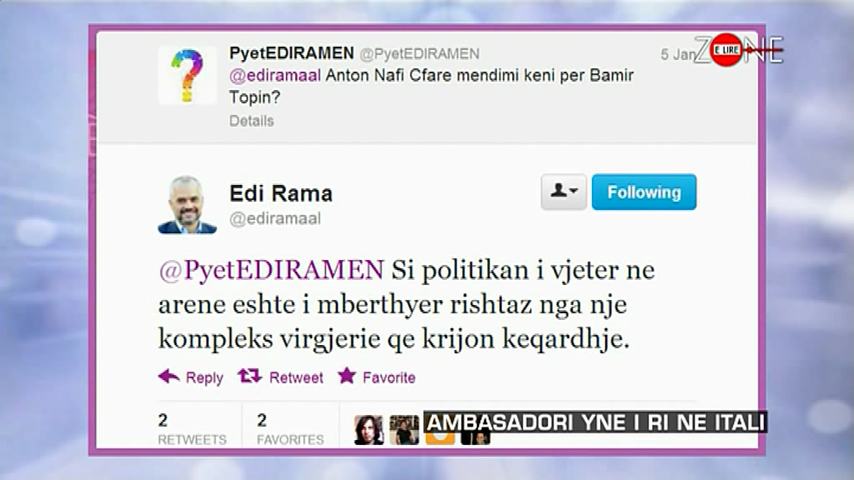 PyetEDIRAMEN @PyetEDIRAMEN
5 Jan
ZONE
E LIRE
@ediramaal Anton Nafi Cfare mendimi keni per Bamir
Topin?
Details
Edi Rama
@ediramaal
Following
@PyetEDIRAMEN Si politikan i vjeter ne
arene eshte i mberthyer rishtaz nga nje
kompleks virgjerie qe krijon keqardhje.
Reply Retweet Favorite
2
RETWEETS
2
FAVORITES
AMBASADORI YNE I RI NE ITALI